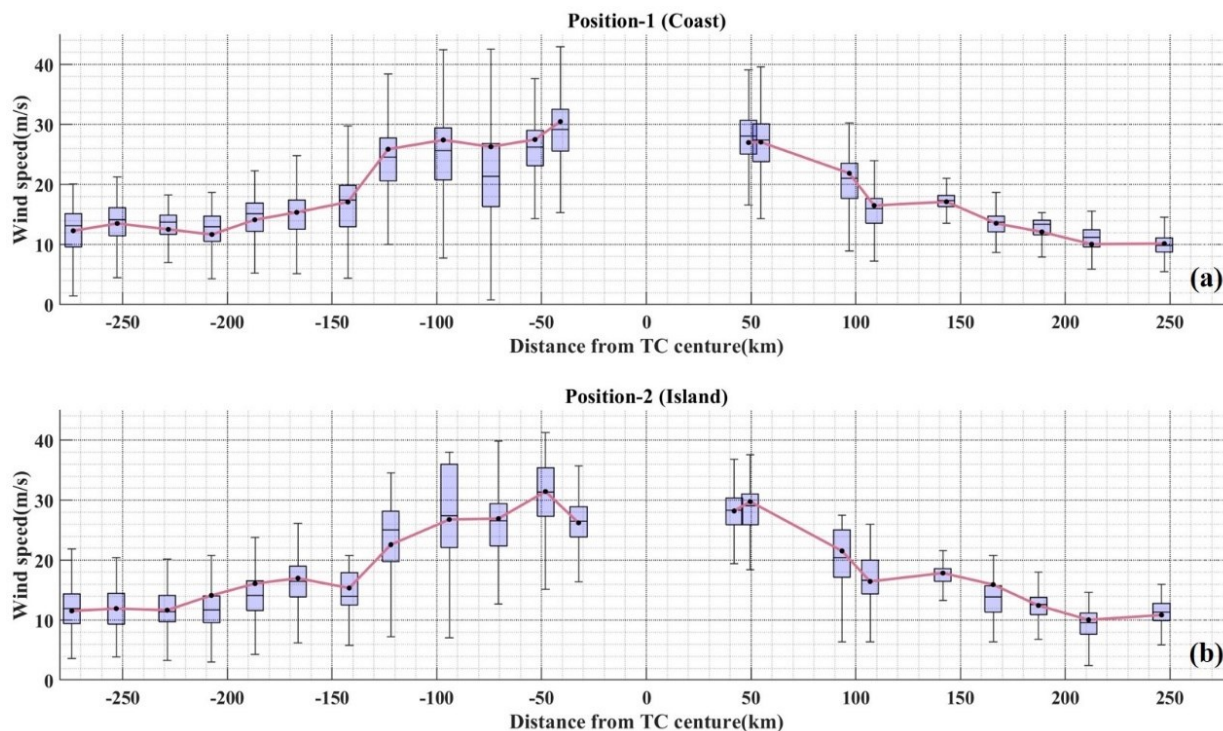 Position-1 (Coast)
Wind speed(m/s)
40
30
20
10
0
-250 -200 -150 -100 -50 0 50 100 150 200 250
Distance from TC centure(km)
(a)
Position-2 (Island)
Wind speed(m/s)
40
30
20
10
0
-250 -200 -150 -100 -50 0 50 100 150 200 250
Distance from TC centure(km)
(b)